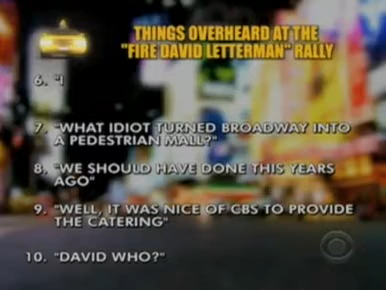 THINGS OVERHEARD AT THE
"FIRE DAVID LETTERMAN" RALLY
6. "I
7. "WHAT IDIOT TURNED BROADWAY INTO
A PEDESTRIAN MALL?"
8. "WE SHOULD HAVE DONE THIS YEARS
AGO"
9. "WELL, IT WAS NICE OF CBS TO PROVIDE
THE CATERING"
10. "DAVID WHO?"